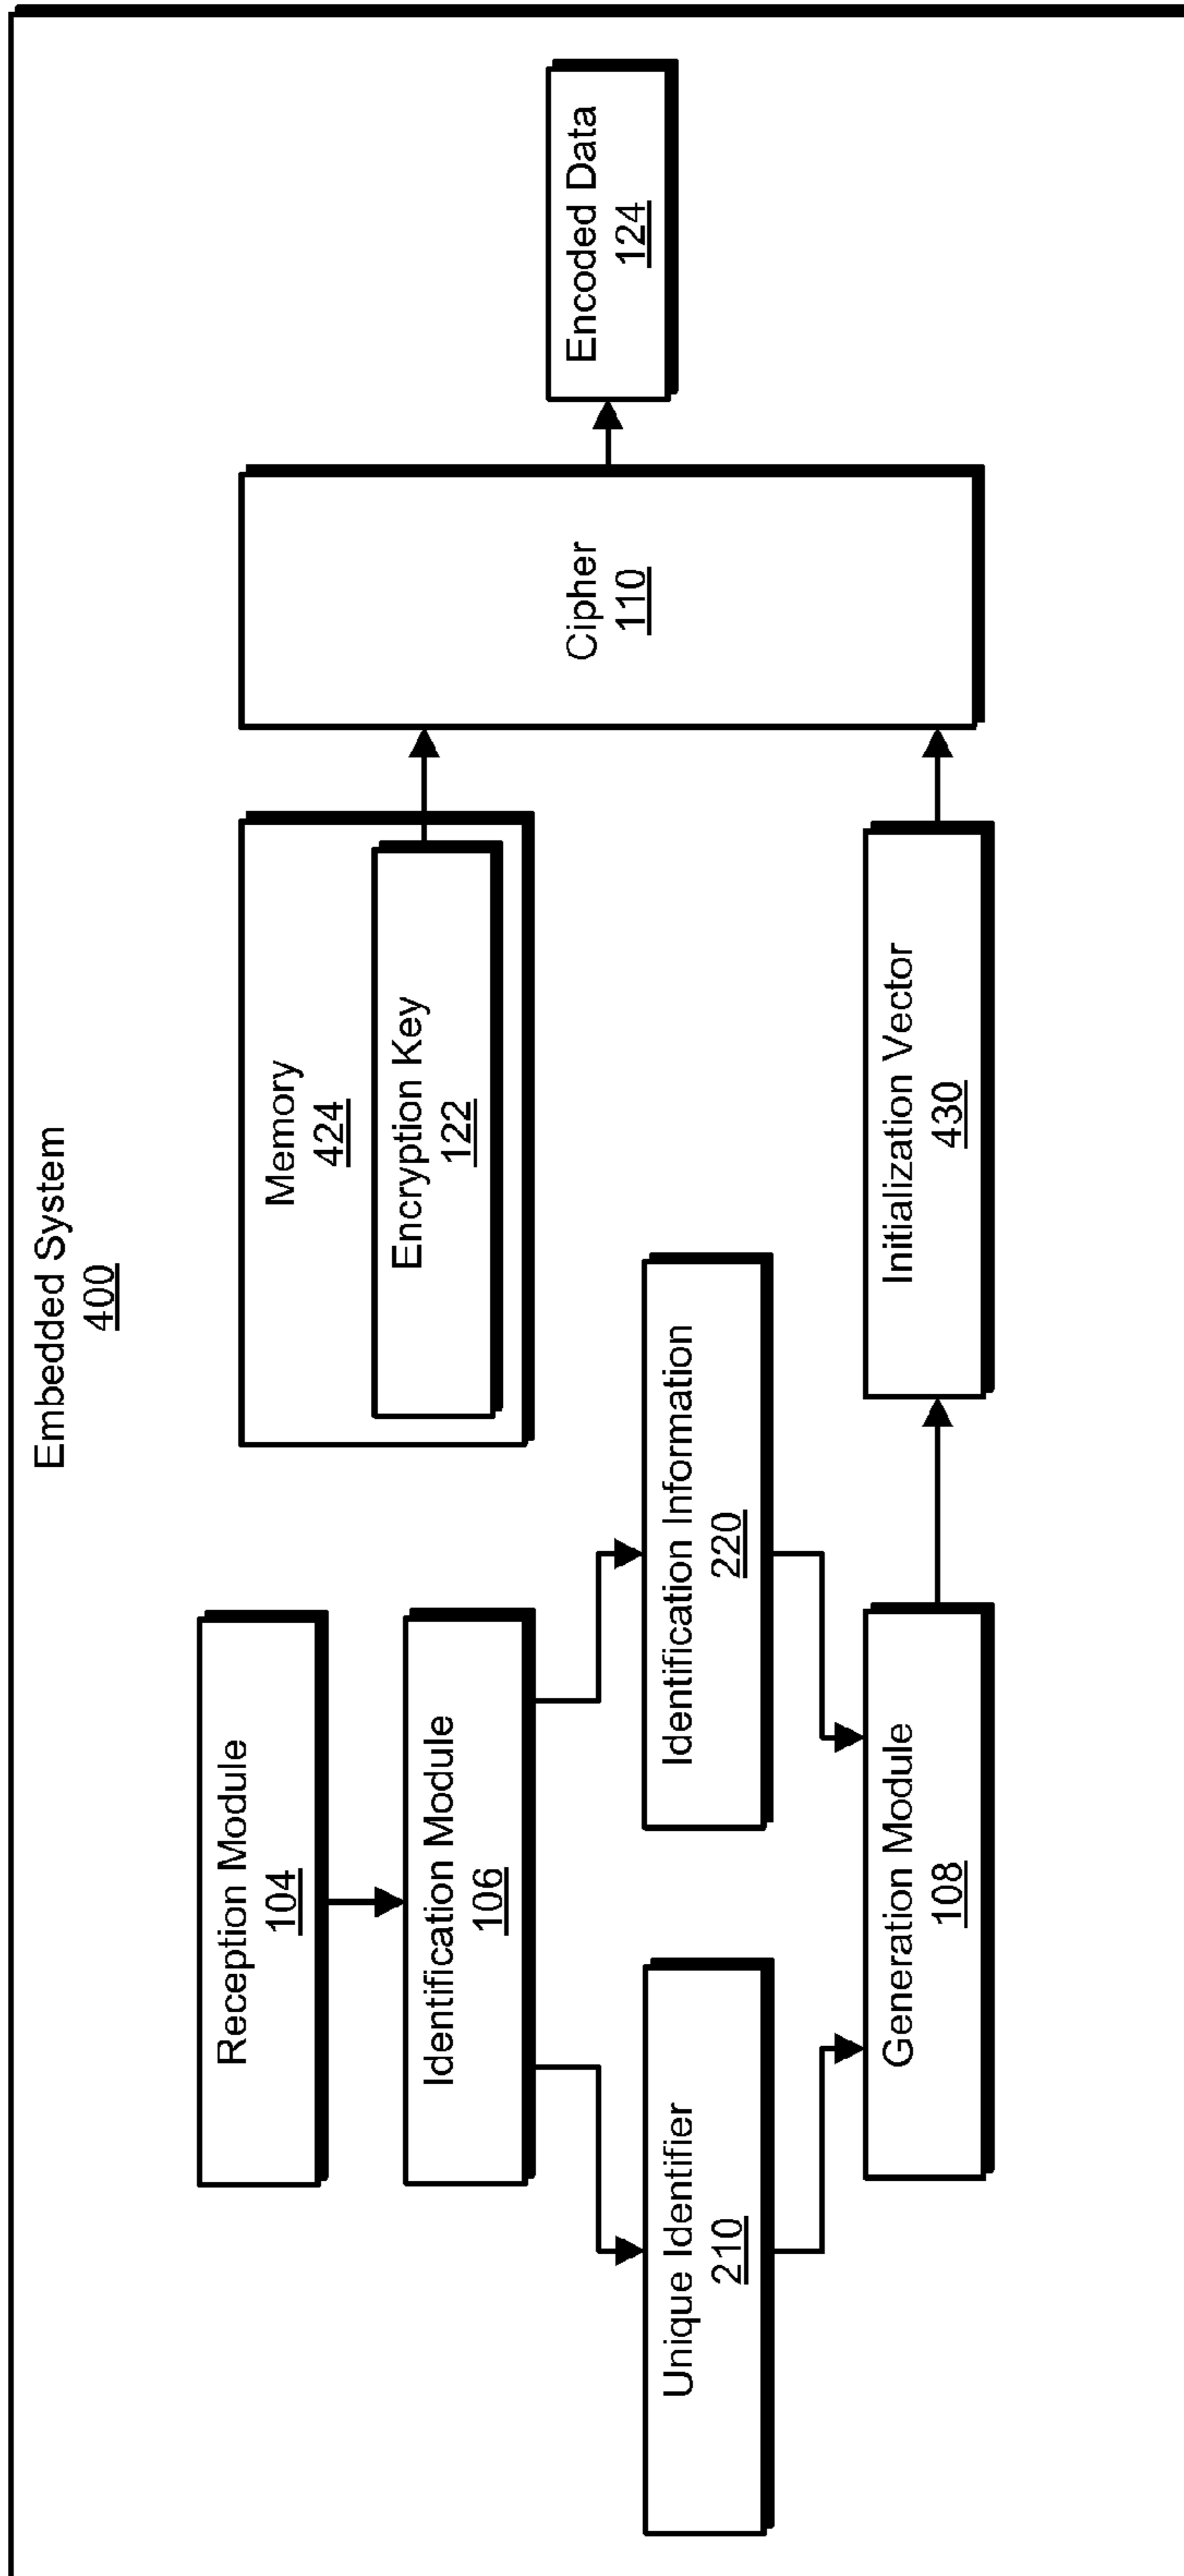 Embedded System
400
Reception Module
104
Identification Module
106
Unique Identifier
210
Identification Information
220
Generation Module
108
Memory
424
Encryption Key
122
Initialization Vector
430
Cipher
110
Encoded Data
124